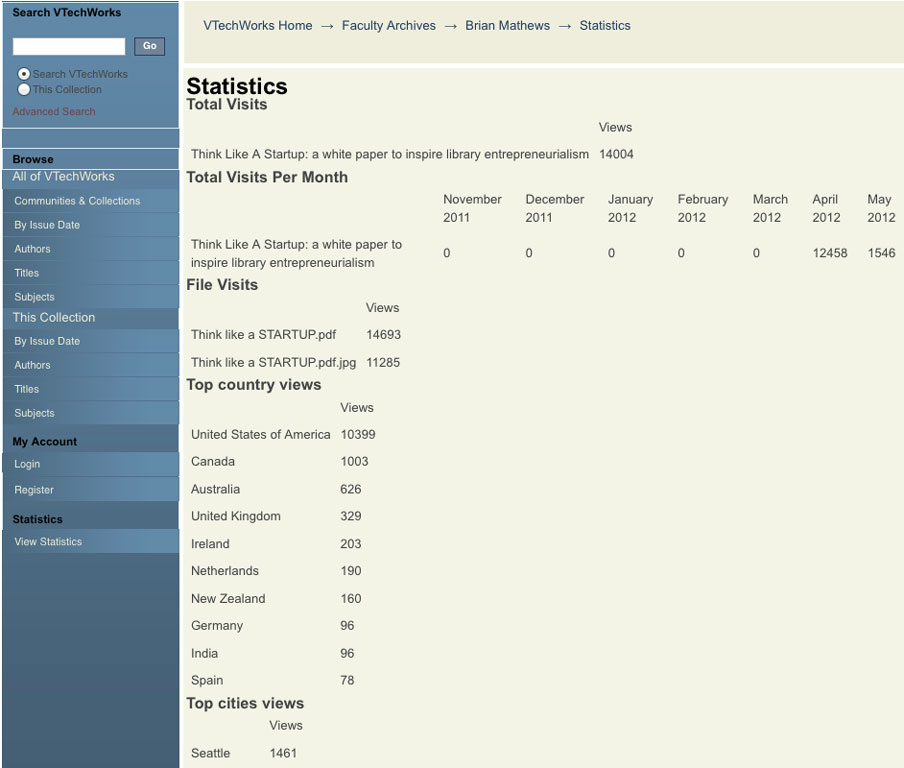 Search VTechWorks
Go
Search VTechWorks
This Collection
Advanced Search
Browse
All of VTechWorks
Communities & Collections
By Issue Date
Authors
Titles
Subjects
This Collection
By Issue Date
Authors
Titles
Subjects
My Account
Login
Register
Statistics
View Statistics
VTechWorks Home → Faculty Archives → Brian Mathews → Statistics
Statistics
Total Visits
Views
Think Like A Startup: a white paper to inspire library entrepreneurialism 14004
Total Visits Per Month
November December January February March April May
2011 2011 2012 2012 2012 2012 2012
Think Like A Startup: a white paper to
inspire library entrepreneurialism 0 0 0 0 0 12458 1546
File Visits
Views
Think like a STARTUP.pdf 14693
Think like a STARTUP.pdf.jpg 11285
Top country views
Views
United States of America 10399
Canada 1003
Australia 626
United Kingdom 329
Ireland 203
Netherlands 190
New Zealand 160
Germany 96
India 96
Spain 78
Top cities views
Views
Seattle 1461